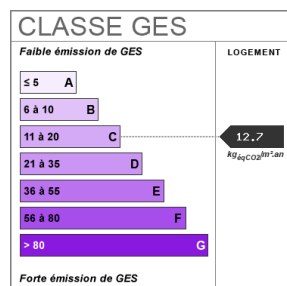 CLASSE GES
Faible émission de GES
LOGEMENT
≤ 5 A
6 à 10 B
11 à 20 C
12.7
kgéqCO2/m².an
21 à 35 D
36 à 55 E
56 à 80 F
> 80 G
Forte émission de GES